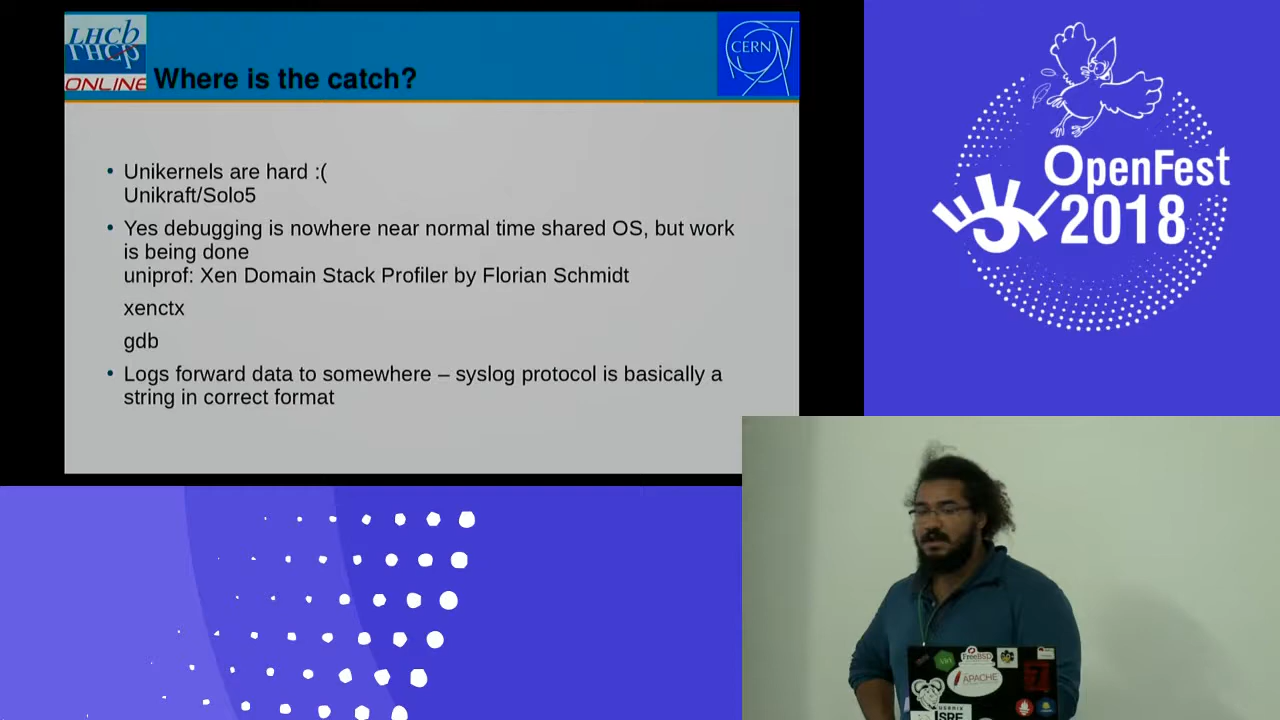 LHCb
ONLINE
Where is the catch?
CERN
Unikernels are hard :(
Unikraft/Solo5
Yes debugging is nowhere near normal time shared OS, but work
is being done
uniprof: Xen Domain Stack Profiler by Florian Schmidt
xenctx
gdb
Logs forward data to somewhere – syslog protocol is basically a
string in correct format
OpenFest
2018
FreeBSD
APACHE